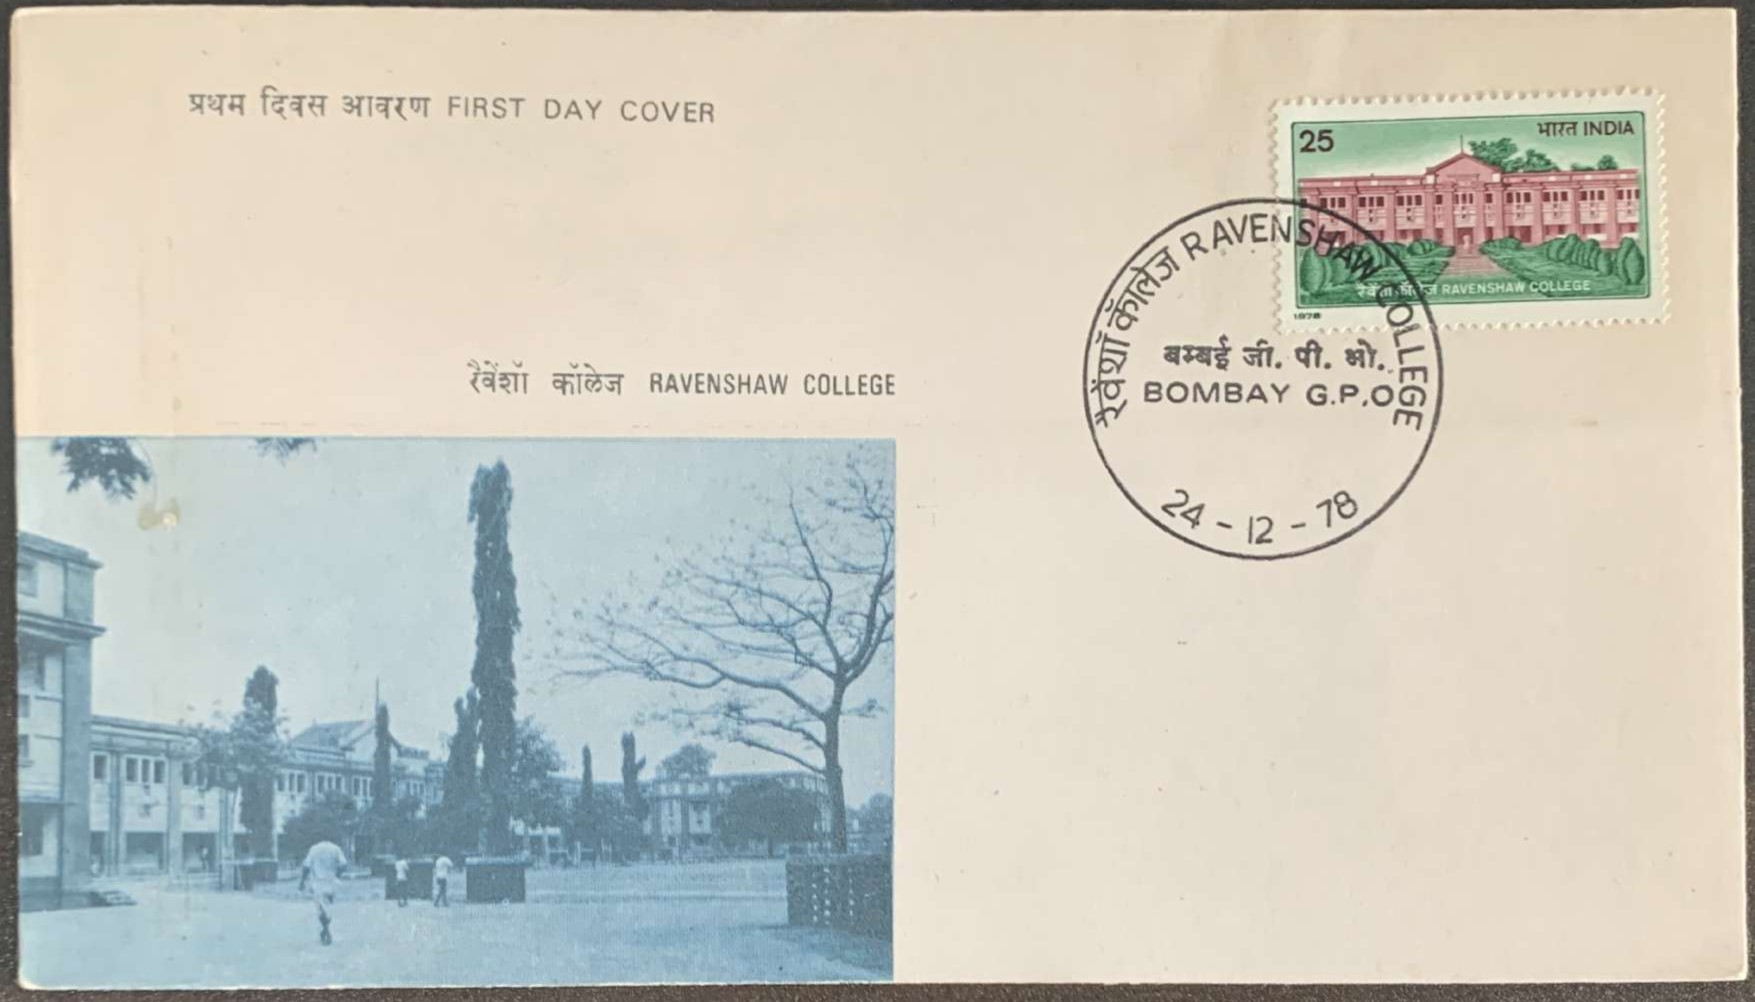 प्रथम दिवस आवरण FIRST DAY COVER
25
भारत INDIA
रैवेंशॉ कॉलेज RAVENSHAW COLLEGE
1978
रैवेंशॉ कॉलेज RAVENSHAW COLLEGE
बम्बई जी. पी. ओ.
BOMBAY G.P.O
24-12-78
रैवेंशॉ कॉलेज RAVENSHAW COLLEGE